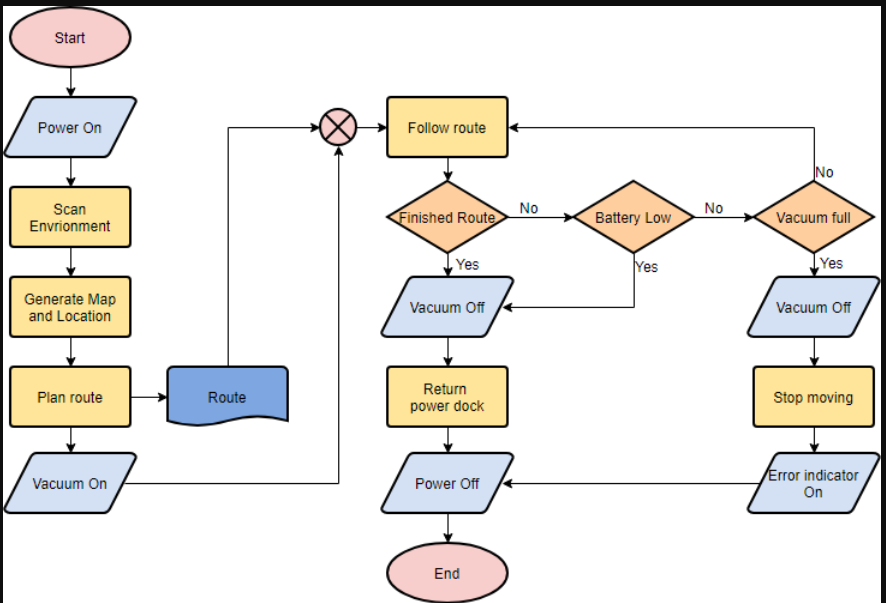 Start
Power On
Scan
Envrionment
Generate Map
and Location
Plan route
Route
Vacuum On
Follow route
Finished Route
No
Battery Low
No
Vacuum full
No
Yes
Yes
Yes
Vacuum Off
Vacuum Off
Return
power dock
Stop moving
Power Off
Error indicator
On
End